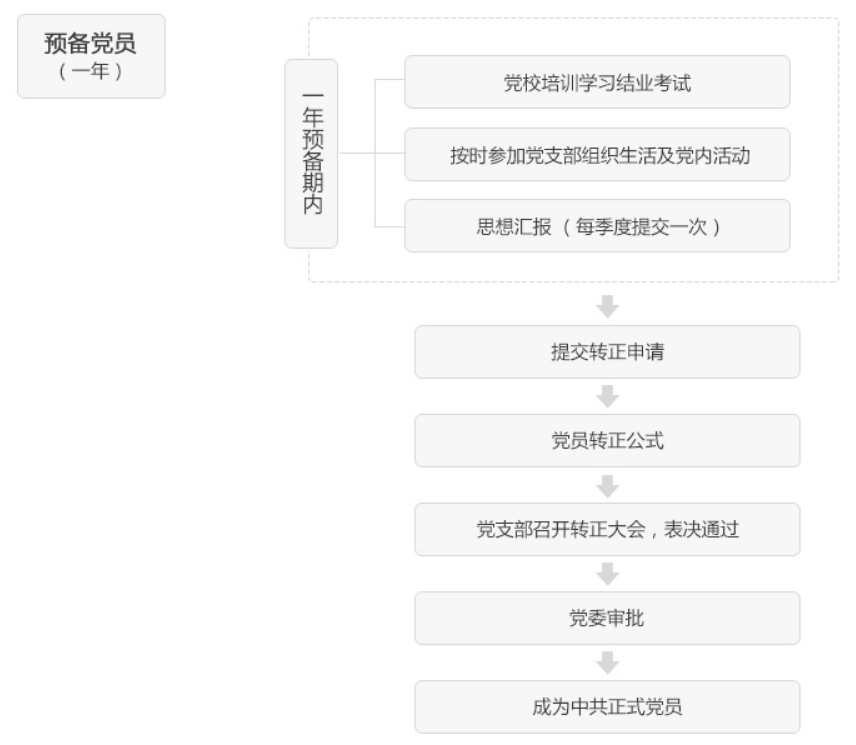 预备党员
（一年）
一年预备期内
党校培训学习结业考试
按时参加党支部组织生活及党内活动
思想汇报（每季度提交一次）
提交转正申请
党员转正公式
党支部召开转正大会，表决通过
党委审批
成为中共正式党员